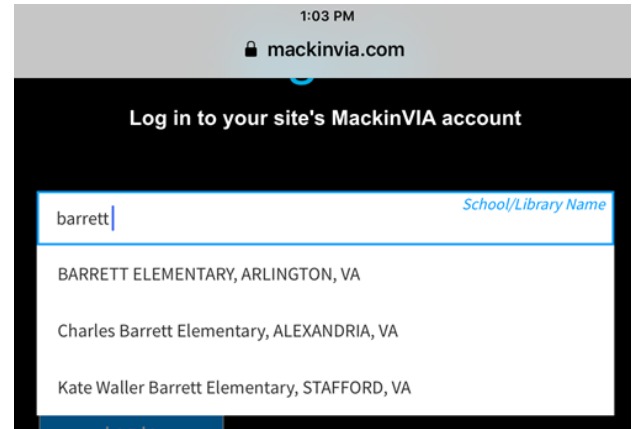 1:03 PM
mackinvia.com
Log in to your site's MackinVIA account
School/Library Name
barrett
BARRETT ELEMENTARY, ARLINGTON, VA
Charles Barrett Elementary, ALEXANDRIA, VA
Kate Waller Barrett Elementary, STAFFORD, VA